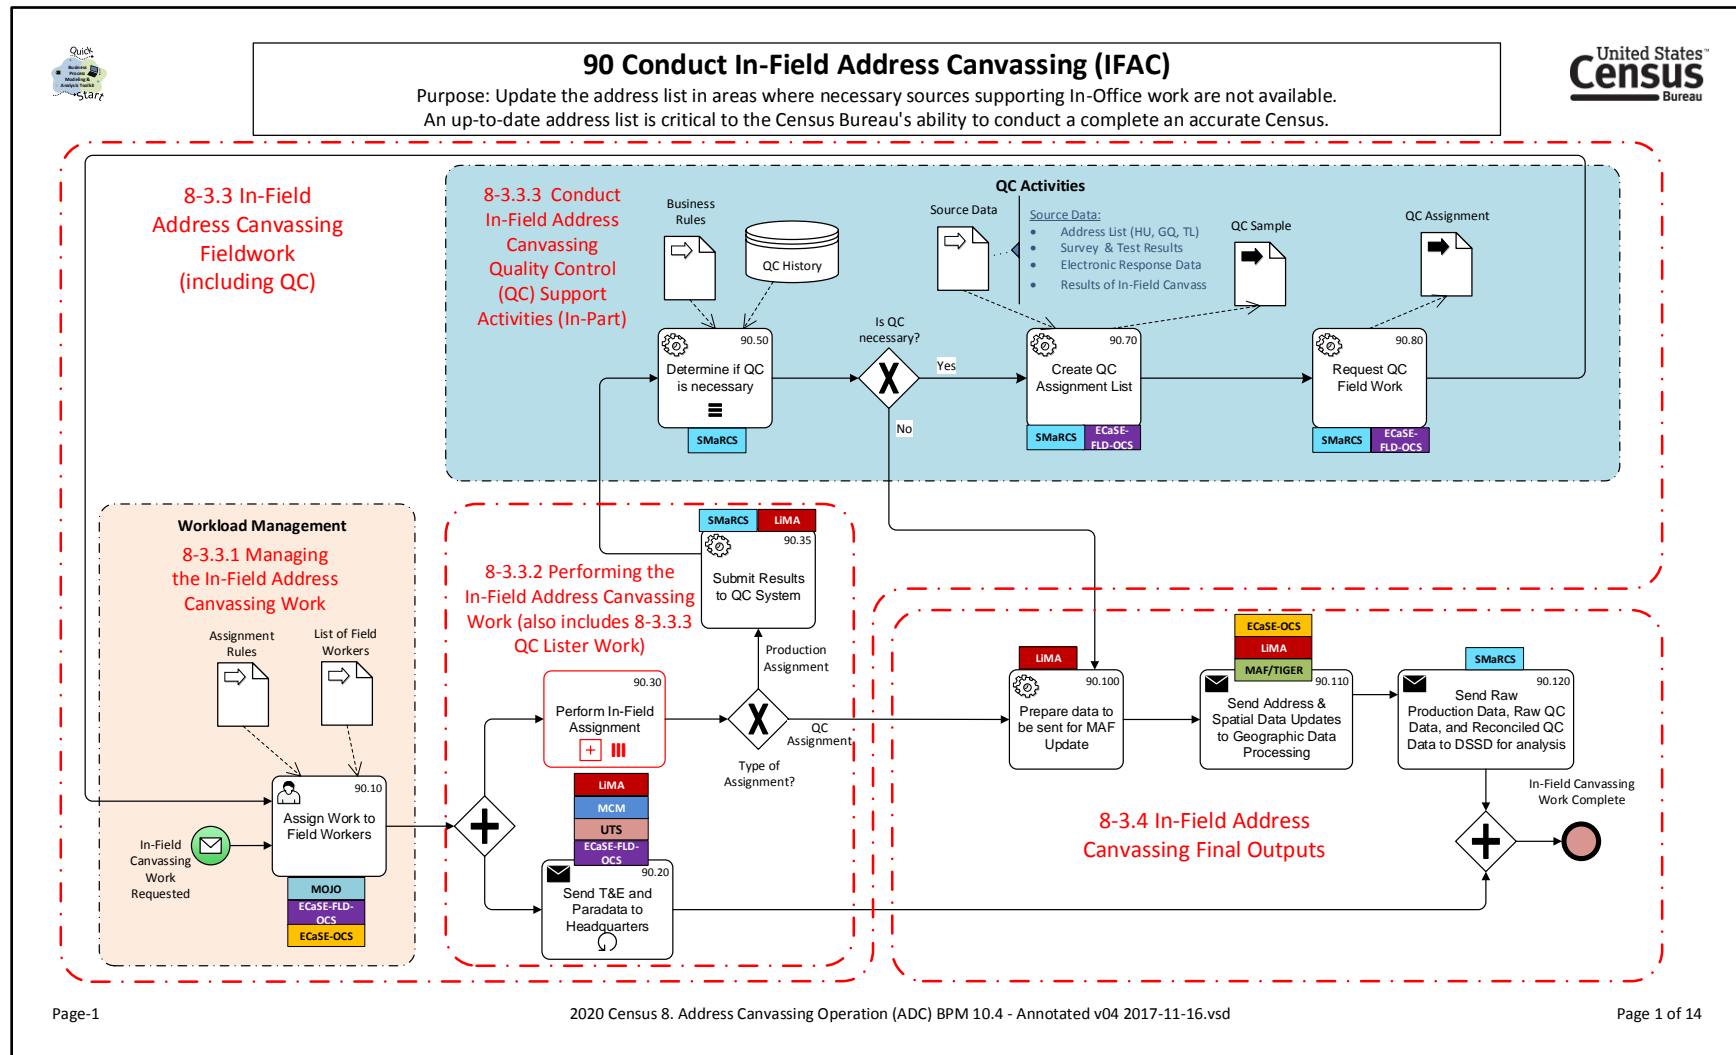 Quick
Business
Process
Modeling &
Analysis Toolkit
Start
90 Conduct In-Field Address Canvassing (IFAC)
Purpose: Update the address list in areas where necessary sources supporting In-Office work are not available.
An up-to-date address list is critical to the Census Bureau's ability to conduct a complete an accurate Census.
United States™
Census
Bureau
8-3.3 In-Field
Address Canvassing
Fieldwork
(including QC)
8-3.3.3 Conduct
In-Field Address
Canvassing
Quality Control
(QC) Support
Activities (In-Part)
QC Activities
Business
Rules
QC History
Source Data
Source Data:
• Address List (HU, GQ, TL)
• Survey & Test Results
• Electronic Response Data
• Results of In-Field Canvass
QC Sample
QC Assignment
90.50
Determine if QC
is necessary
SMaRCS
Is QC
necessary?
X
Yes
No
90.70
Create QC
Assignment List
SMaRCS
ECaSE-
FLD-OCS
90.80
Request QC
Field Work
SMaRCS
ECaSE-
FLD-OCS
Workload Management
8-3.3.1 Managing
the In-Field Address
Canvassing Work
Assignment
Rules
List of Field
Workers
90.10
Assign Work to
Field Workers
In-Field
Canvassing
Work
Requested
MOJO
ECaSE-FLD-
OCS
ECaSE-OCS
8-3.3.2 Performing the
In-Field Address Canvassing
Work (also includes 8-3.3.3
QC Lister Work)
SMaRCS
LiMA
90.35
Submit Results
to QC System
Production
Assignment
90.30
Perform In-Field
Assignment
X
QC
Assignment
Type of
Assignment?
LiMA
MCM
UTS
ECaSE-FLD-
OCS
90.20
Send T&E and
Paradata to
Headquarters
LiMA
90.100
Prepare data to
be sent for MAF
Update
ECaSE-OCS
LiMA
MAF/TIGER
90.110
Send Address &
Spatial Data Updates
to Geographic Data
Processing
SMaRCS
90.120
Send Raw
Production Data, Raw QC
Data, and Reconciled QC
Data to DSSD for analysis
In-Field Canvassing
Work Complete
8-3.4 In-Field Address
Canvassing Final Outputs
Page-1
2020 Census 8. Address Canvassing Operation (ADC) BPM 10.4 - Annotated v04 2017-11-16.vsd
Page 1 of 14